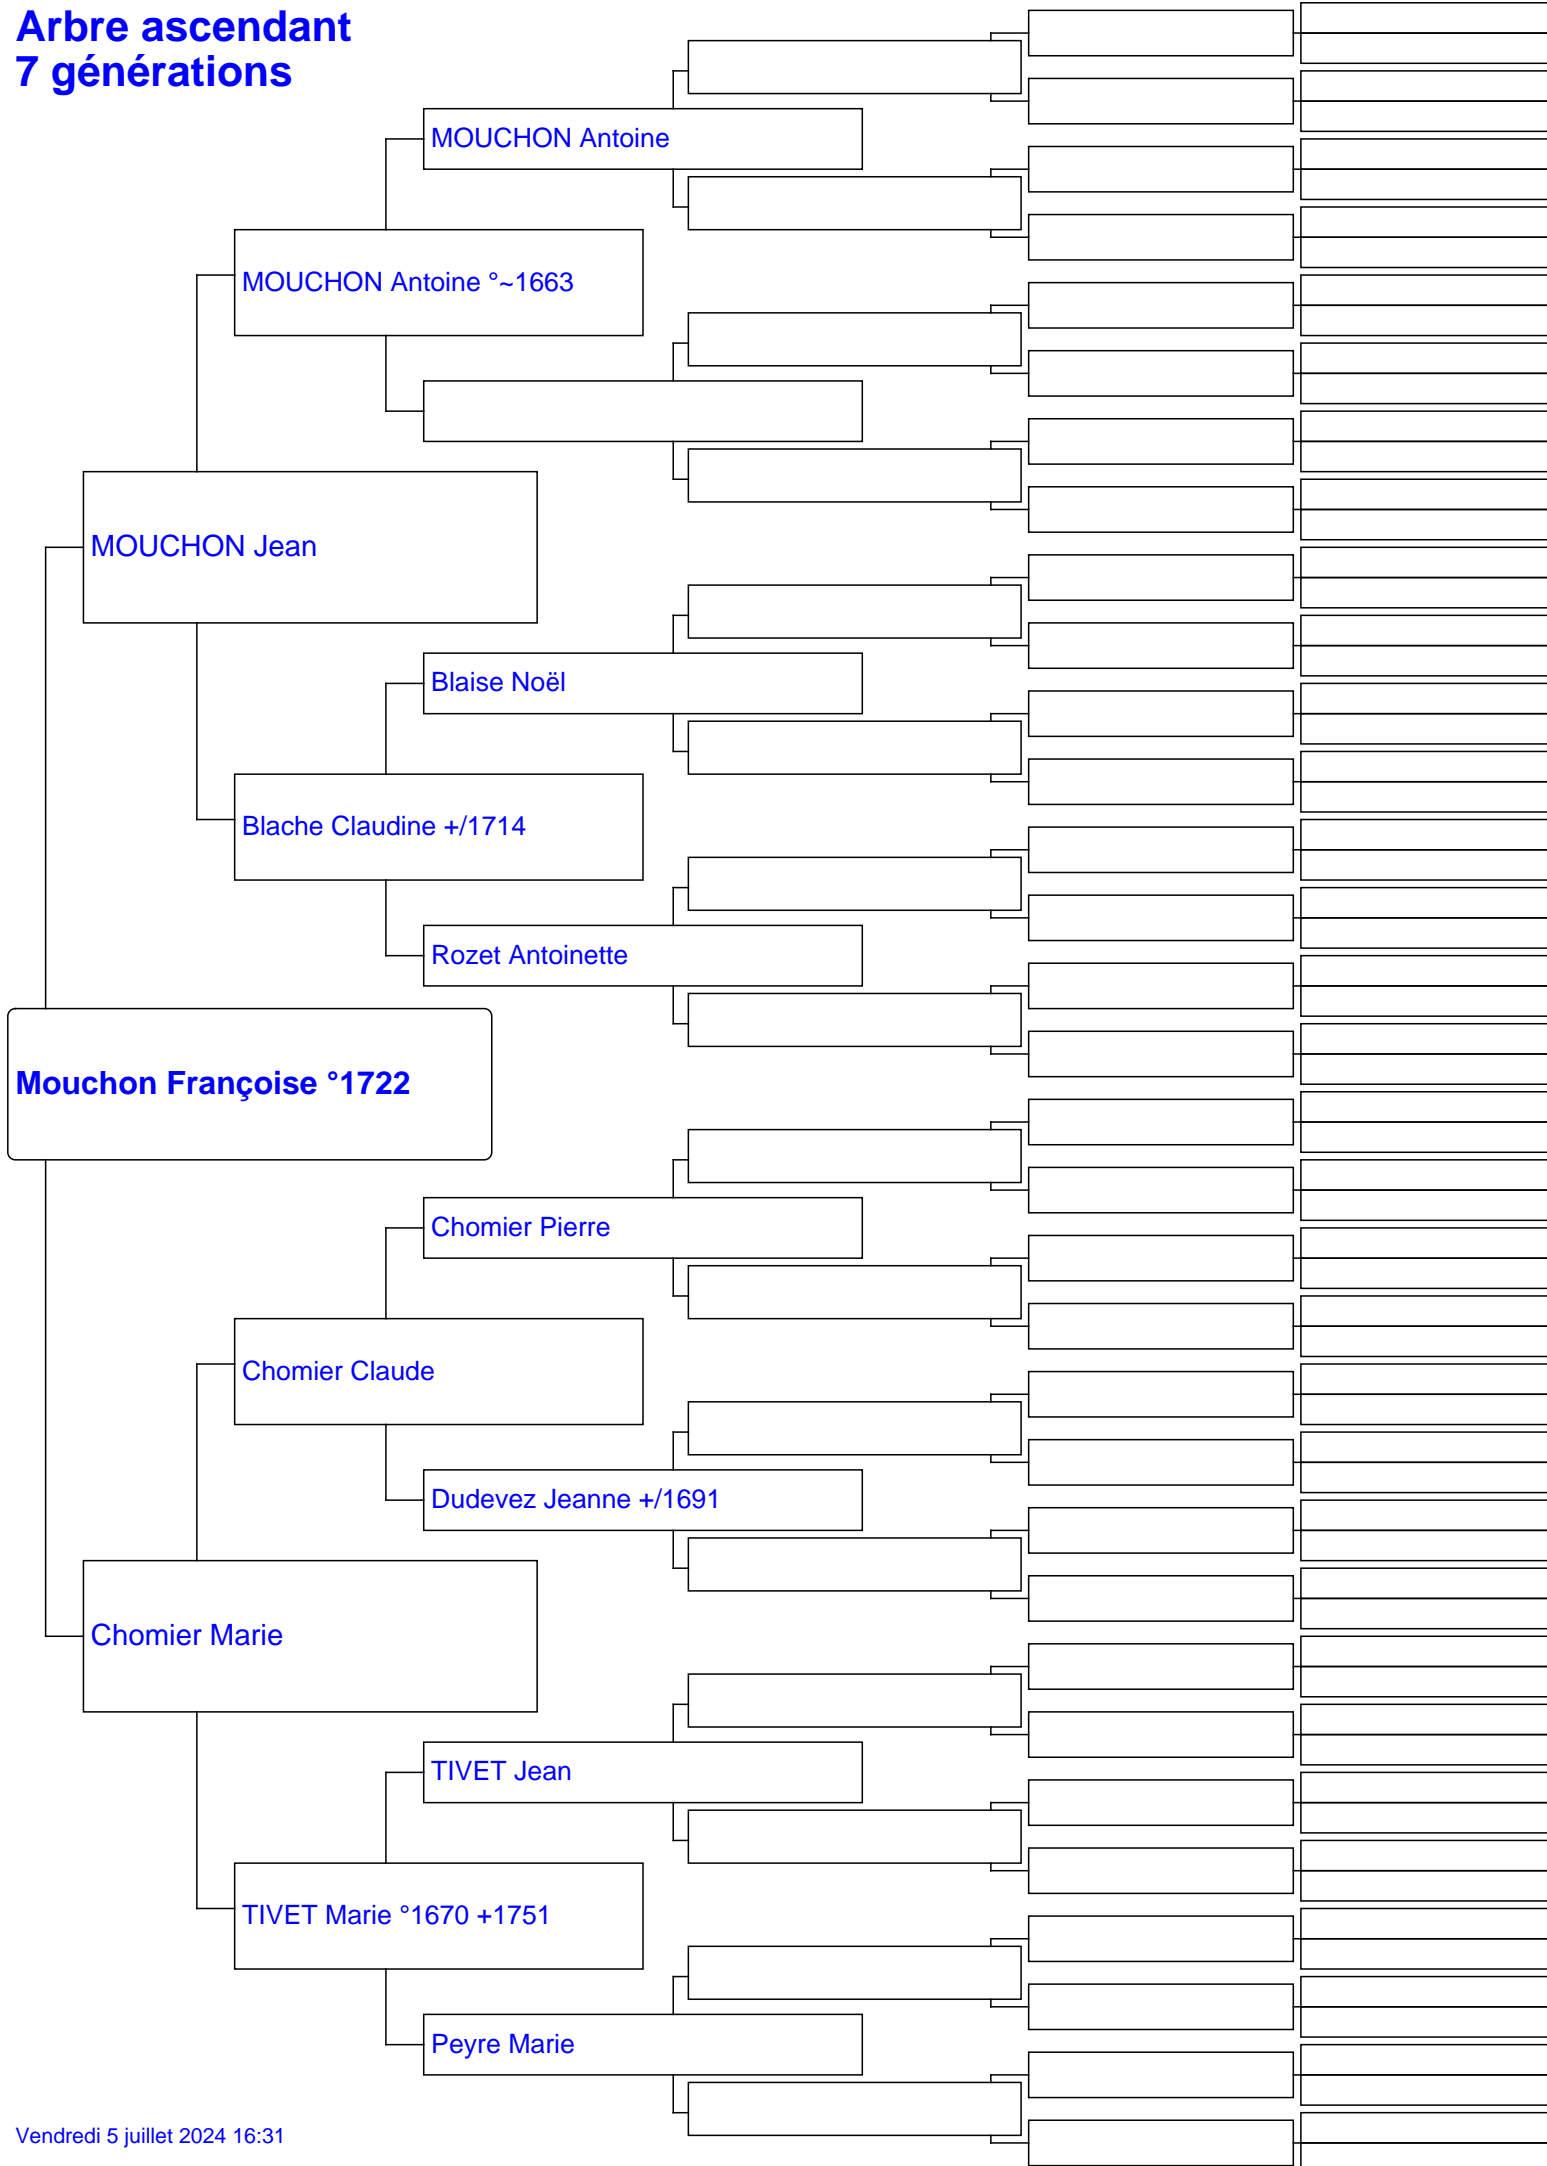 Arbre ascendant
7 générations
MOUCHON Antoine
MOUCHON Antoine °~1663
MOUCHON Jean
Blaise Noël
Blache Claudine +/1714
Rozet Antoinette
Mouchon Françoise °1722
Chomier Pierre
Chomier Claude
Dudevez Jeanne +/1691
Chomier Marie
TIVET Jean
TIVET Marie °1670 +1751
Peyre Marie
Vendredi 5 juillet 2024 16:31